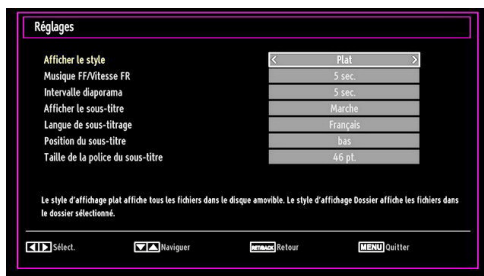 Réglages
Afficher le style < Plat >
Musique FF/Vitesse FR 5 sec.
Intervalle diaporama 5 sec.
Afficher le sous-titre Marche
Langue de sous-titrage Français
Position du sous-titre bas
Taille de la police du sous-titre 46 pt.
Le style d'affichage plat affiche tous les fichiers dans le disque amovible. Le style d'affichage Dossier affiche les fichiers dans
le dossier sélectionné.
Sélect. Naviguer RET/BACK Retour MENU Quitter